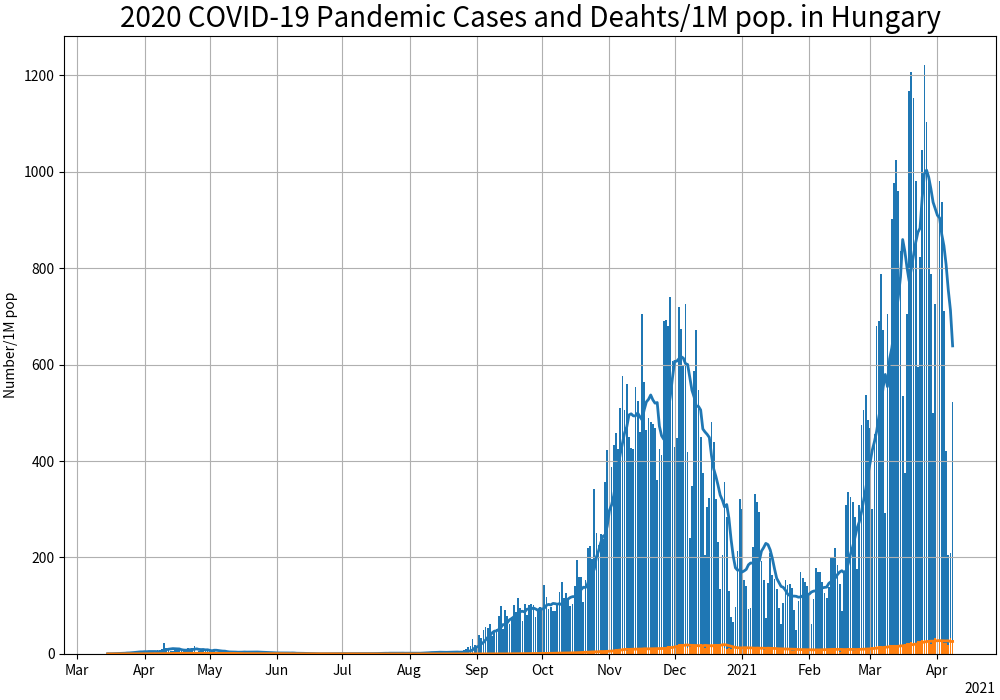 2020 COVID-19 Pandemic Cases and Deahts/1M pop. in Hungary
Number/1M pop
1200
1000
800
600
400
200
0
Mar Apr May Jun Jul Aug Sep Oct Nov Dec 2021 Feb Mar Apr
2021